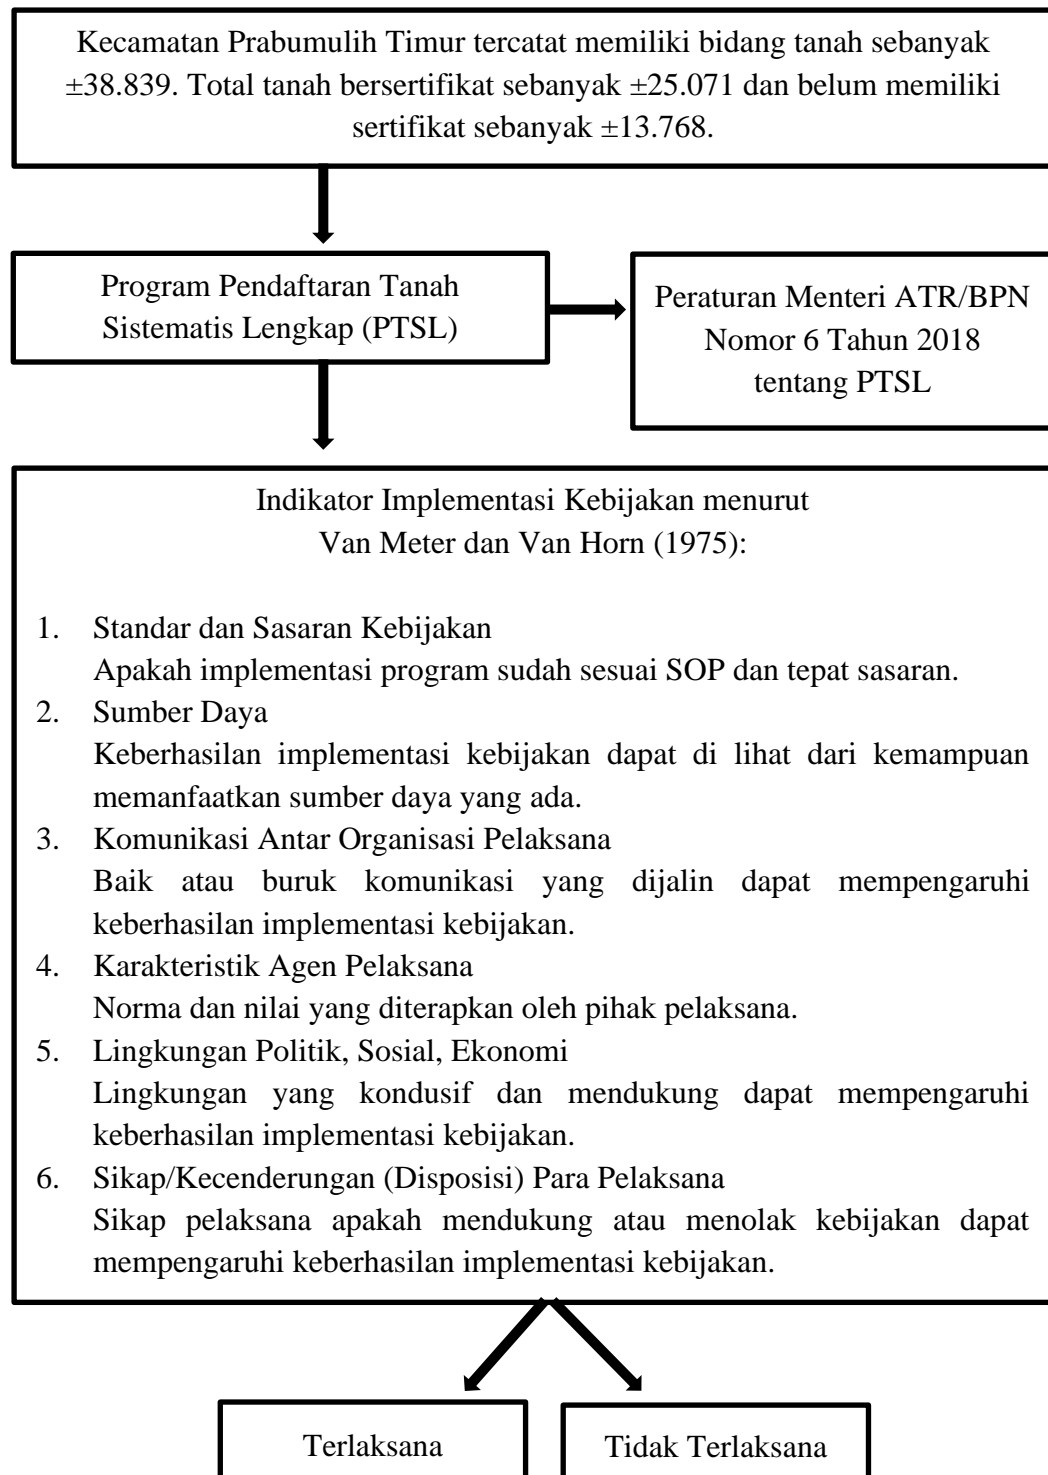 Kecamatan Prabumulih Timur tercatat memiliki bidang tanah sebanyak
±38.839. Total tanah bersertifikat sebanyak ±25.071 dan belum memiliki
sertifikat sebanyak ±13.768.
Program Pendaftaran Tanah
Sistematis Lengkap (PTSL)
Peraturan Menteri ATR/BPN
Nomor 6 Tahun 2018
tentang PTSL
Indikator Implementasi Kebijakan menurut
Van Meter dan Van Horn (1975):
1. Standar dan Sasaran Kebijakan
Apakah implementasi program sudah sesuai SOP dan tepat sasaran.
2. Sumber Daya
Keberhasilan implementasi kebijakan dapat di lihat dari kemampuan
memanfaatkan sumber daya yang ada.
3. Komunikasi Antar Organisasi Pelaksana
Baik atau buruk komunikasi yang dijalin dapat mempengaruhi
keberhasilan implementasi kebijakan.
4. Karakteristik Agen Pelaksana
Norma dan nilai yang diterapkan oleh pihak pelaksana.
5. Lingkungan Politik, Sosial, Ekonomi
Lingkungan yang kondusif dan mendukung dapat mempengaruhi
keberhasilan implementasi kebijakan.
6. Sikap/Kecenderungan (Disposisi) Para Pelaksana
Sikap pelaksana apakah mendukung atau menolak kebijakan dapat
mempengaruhi keberhasilan implementasi kebijakan.
Terlaksana
Tidak Terlaksana